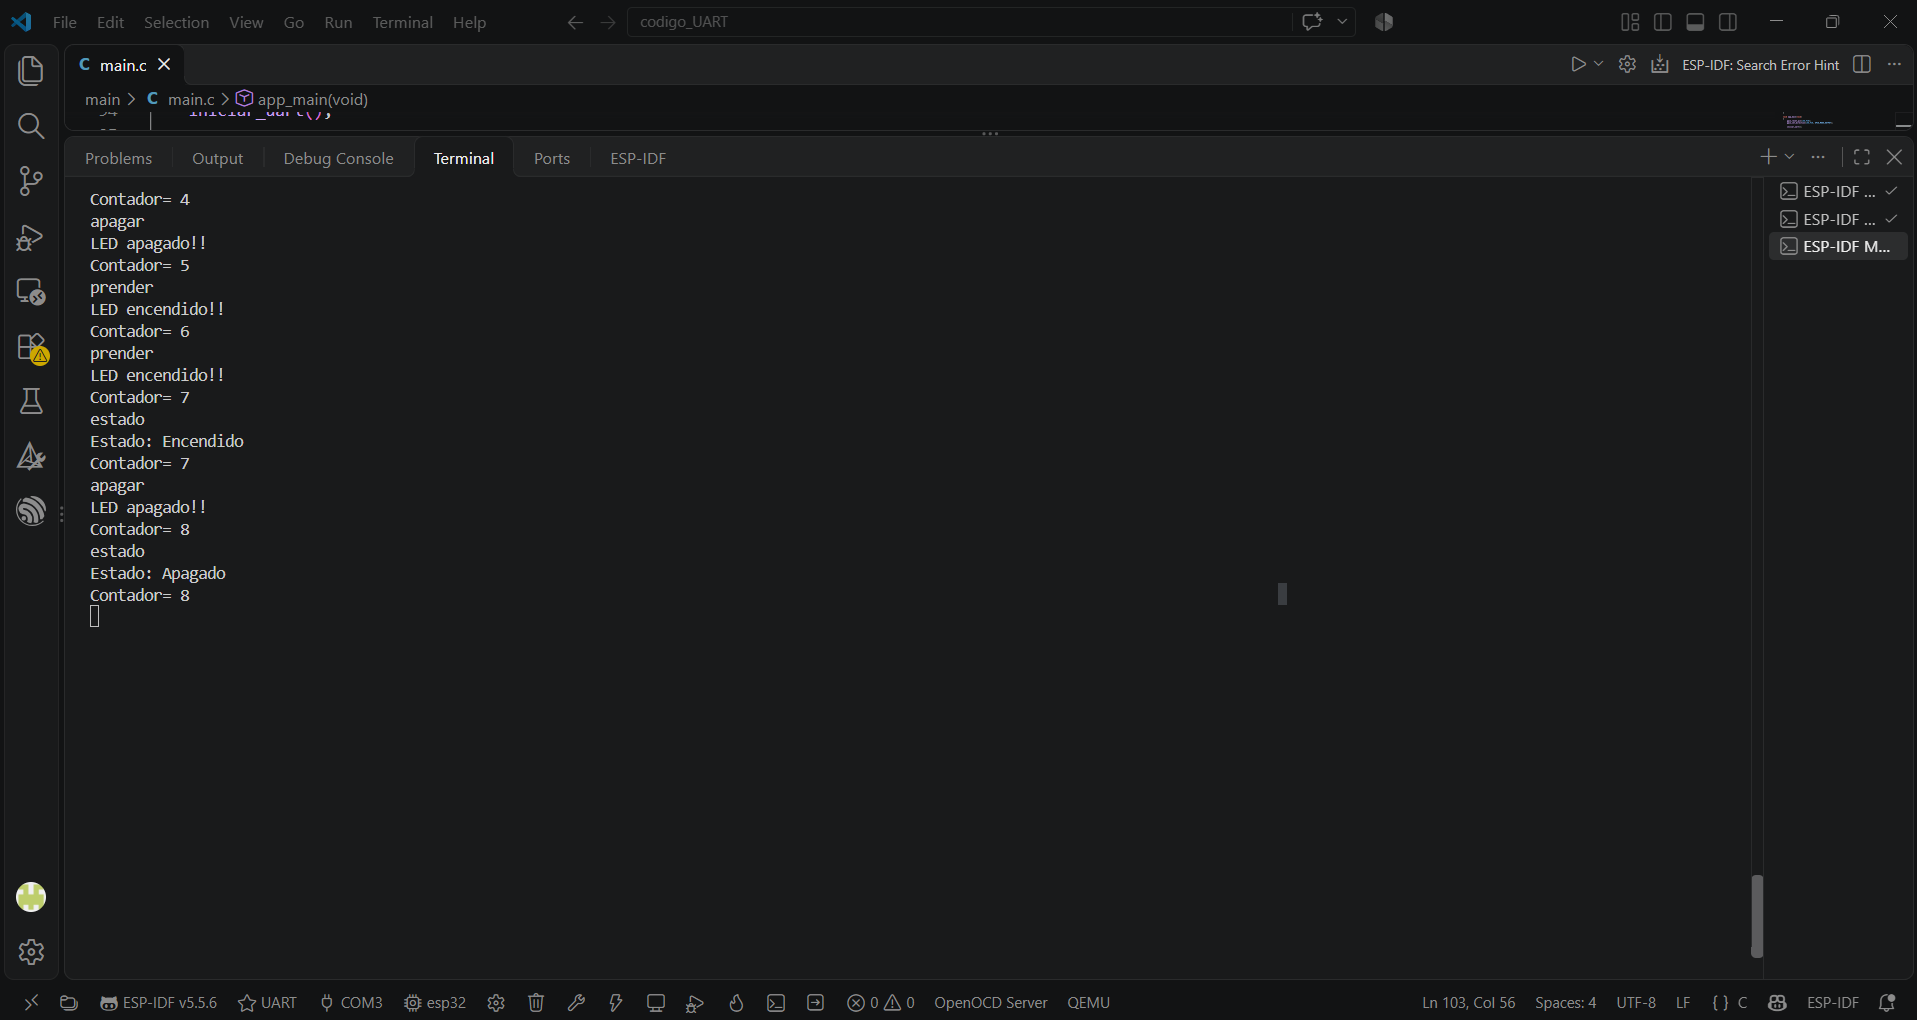 File Edit Selection View Go Run Terminal Help codigo_UART
C main.c ESP-IDF: Search Error Hint
main > C main.c > app_main(void)
iniciar_uart();
Problems Output Debug Console Terminal Ports ESP-IDF
Contador= 4
apagar
LED apagado!!
Contador= 5
prender
LED encendido!!
Contador= 6
prender
LED encendido!!
Contador= 7
estado
Estado: Encendido
Contador= 7
apagar
LED apagado!!
Contador= 8
estado
Estado: Apagado
Contador= 8
ESP-IDF ...
ESP-IDF ...
ESP-IDF M...
ESP-IDF v5.5.6 UART COM3 esp32 0 0 OpenOCD Server QEMU Ln 103, Col 56 Spaces: 4 UTF-8 LF { } C ESP-IDF